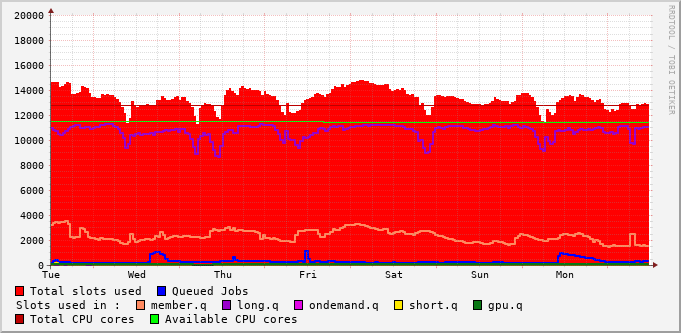 RRDTOOL / TOBI OETIKER
20000
18000
16000
14000
12000
10000
8000
6000
4000
2000
0
Tue Wed Thu Fri Sat Sun Mon
Total slots used Queued Jobs
Slots used in : member.q long.q ondemand.q short.q gpu.q
Total CPU cores Available CPU cores